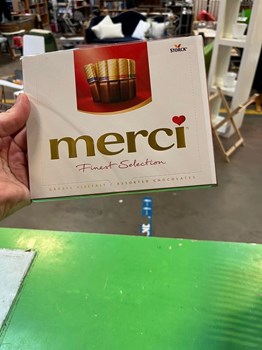 STORCK
merci
Finest Selection
ASSORTED CHOCOLATES